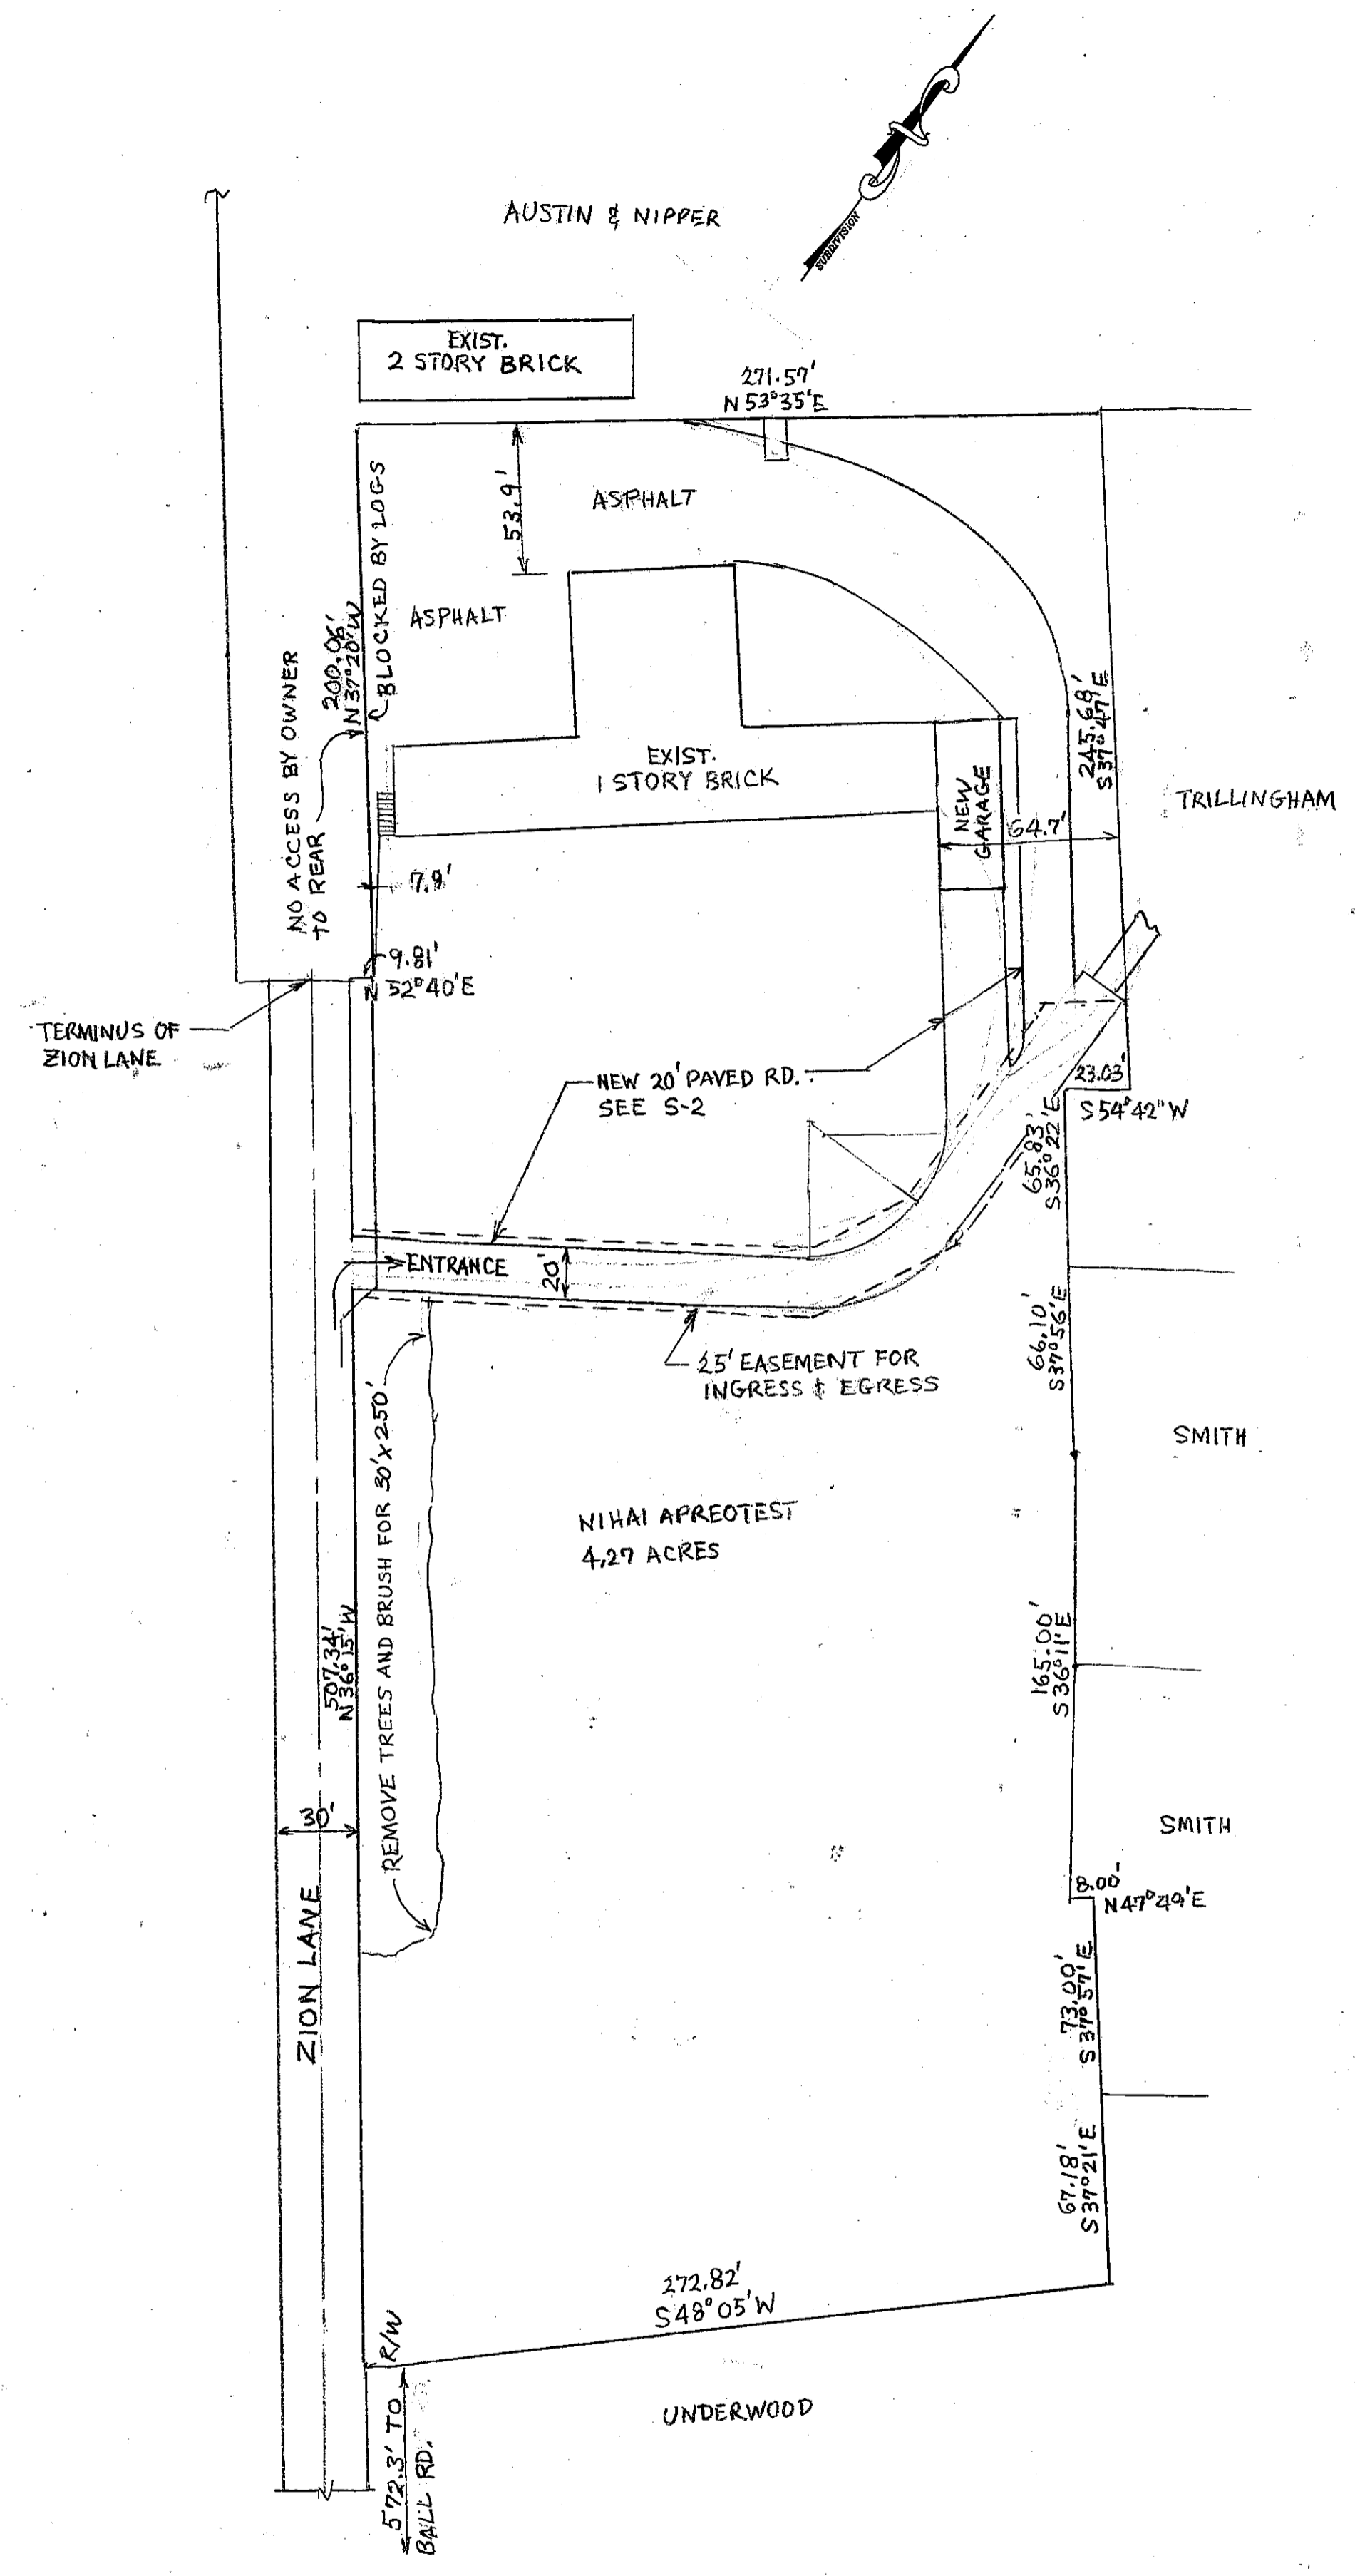 SUBDIVISION
AUSTIN & NIPPER
EXIST.
2 STORY BRICK
271.57'
N 53°35'E
53.9'
ASPHALT
BLOCKED BY LOGS
ASPHALT
200.06'
N 37°20'W
NO ACCESS BY OWNER
TO REAR
EXIST.
1 STORY BRICK
NEW
GARAGE
64.7'
245.68'
S 37°47'E
TRILLINGHAM
7.9'
9.81'
N 52°40'E
TERMINUS OF
ZION LANE
NEW 20' PAVED RD.
SEE S-2
23.03'
S 54°42" W
65.83'
S 36°22'E
ENTRANCE
20'
25' EASEMENT FOR
INGRESS & EGRESS
66.10'
S 37°56'E
SMITH
REMOVE TREES AND BRUSH FOR 30' X 250'
NIHAI APREOTEST
4,27 ACRES
507.34'
N 36°15'W
165.00'
S 36°11'E
30'
ZION LANE
SMITH
8.00'
N 47°49'E
73.00'
S 37°57'E
67.18'
S 37°21'E
272.82'
S 48°05'W
R/W
572.3' TO
BALL RD.
UNDERWOOD